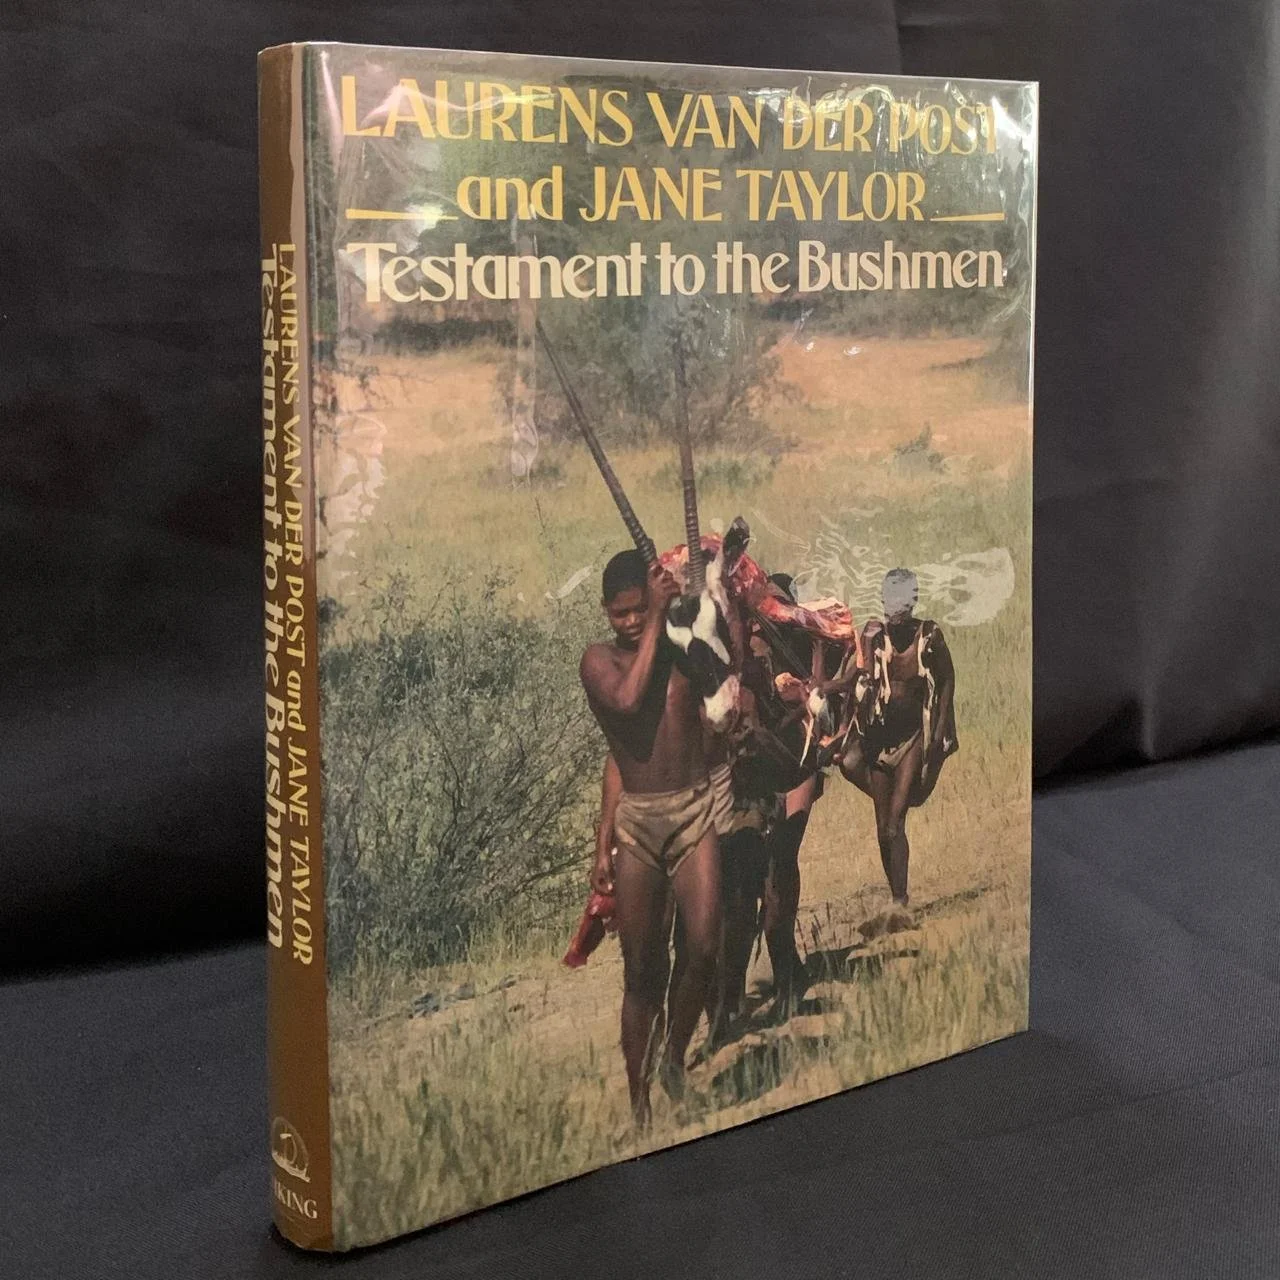 LAURENS VAN DER POST
and JANE TAYLOR
Testament to the Bushmen
LAURENS VAN DER POST and JANE TAYLOR
Testament to the Bushmen
VIKING